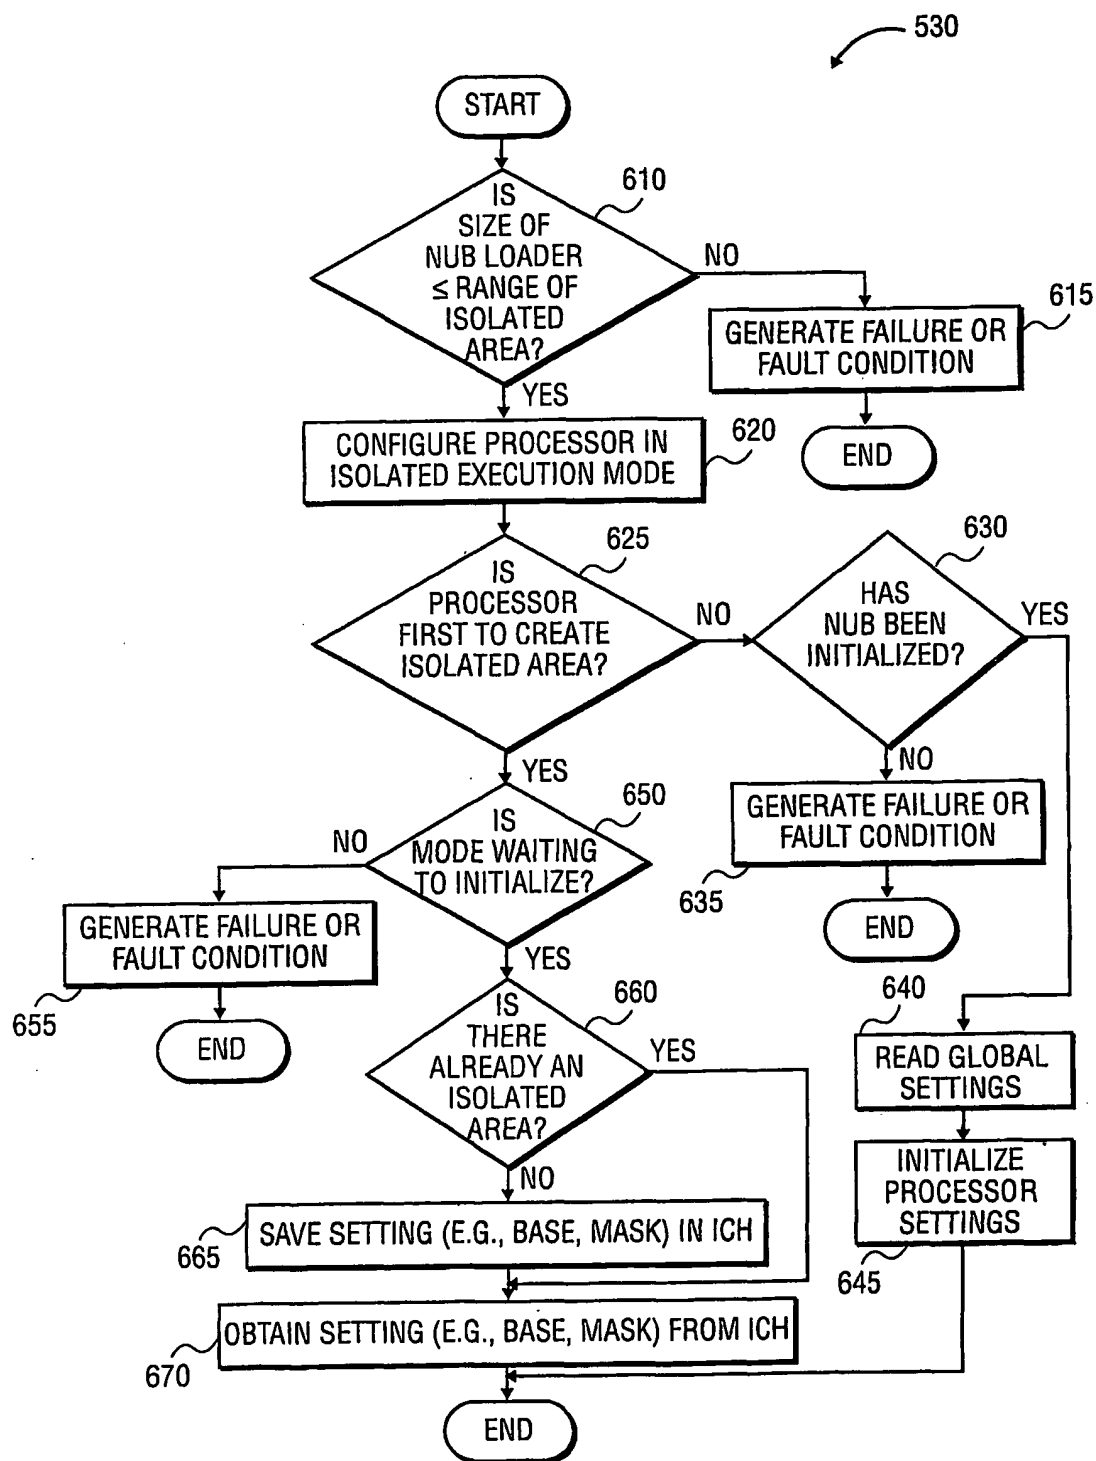 530
START
610
IS
SIZE OF
NUB LOADER
≤ RANGE OF
ISOLATED
AREA?
NO
615
GENERATE FAILURE OR
FAULT CONDITION
END
YES
CONFIGURE PROCESSOR IN
ISOLATED EXECUTION MODE
620
625
IS
PROCESSOR
FIRST TO CREATE
ISOLATED AREA?
NO
630
HAS
NUB BEEN
INITIALIZED?
YES
NO
GENERATE FAILURE OR
FAULT CONDITION
635
END
YES
650
IS
MODE WAITING
TO INITIALIZE?
NO
GENERATE FAILURE OR
FAULT CONDITION
655
END
YES
660
IS
THERE
ALREADY AN
ISOLATED
AREA?
YES
640
READ GLOBAL
SETTINGS
INITIALIZE
PROCESSOR
SETTINGS
645
NO
SAVE SETTING (E.G., BASE, MASK) IN ICH
665
OBTAIN SETTING (E.G., BASE, MASK) FROM ICH
670
END